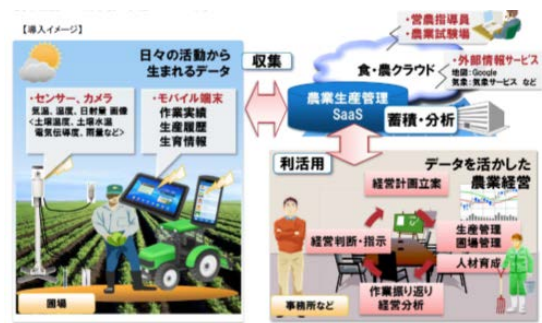 【導入イメージ】
日々の活動から
生まれるデータ
・センサー、カメラ
気温、温度、日射量 画像
<土壌温度、土壌水温
電気伝導度、雨量など>
・モバイル端末
作業実績
生産履歴
生育情報
圃場
収集
・営農指導員
・農業試験場
食・農クラウド
・外部情報サービス
地図:Google
気象:気象サービス など
農業生産管理
SaaS
蓄積・分析
利活用
データを活かした
農業経営
経営計画立案
経営判断・指示
生産管理
圃場管理
人材育成
作業振り返り
経営分析
事務所など